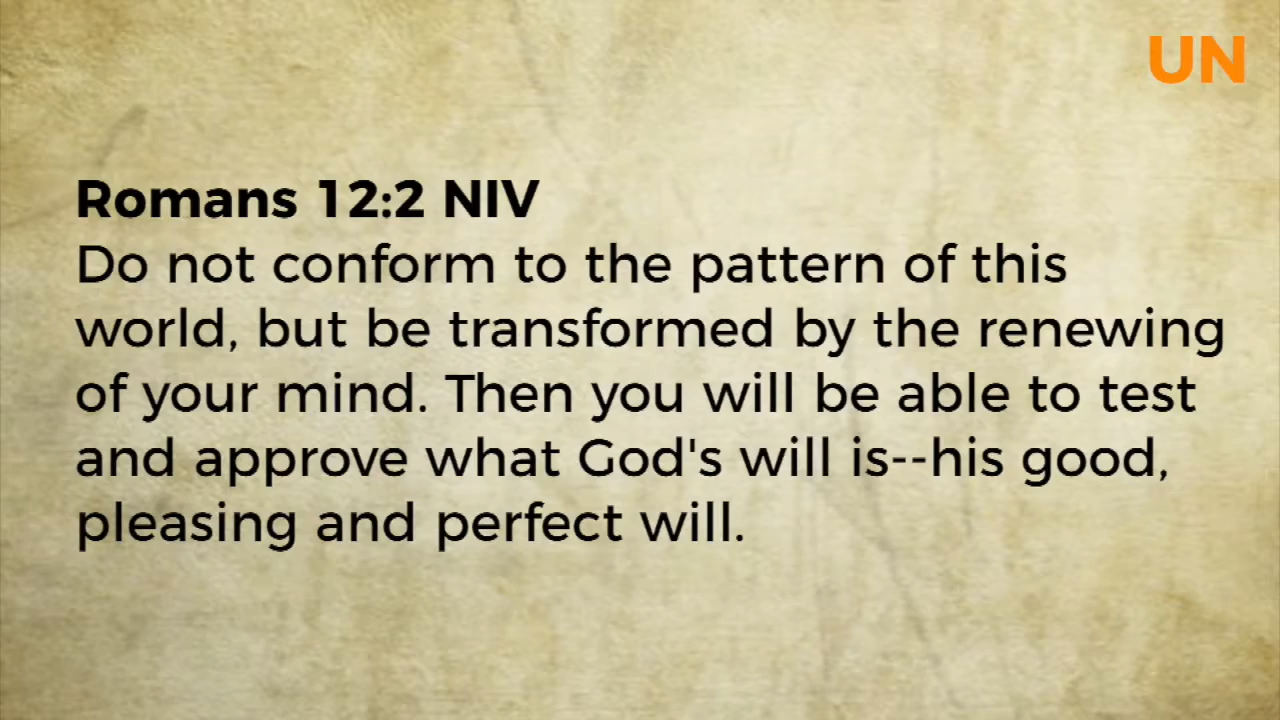 UN
Romans 12:2 NIV
Do not conform to the pattern of this
world, but be transformed by the renewing
of your mind. Then you will be able to test
and approve what God's will is--his good,
pleasing and perfect will.